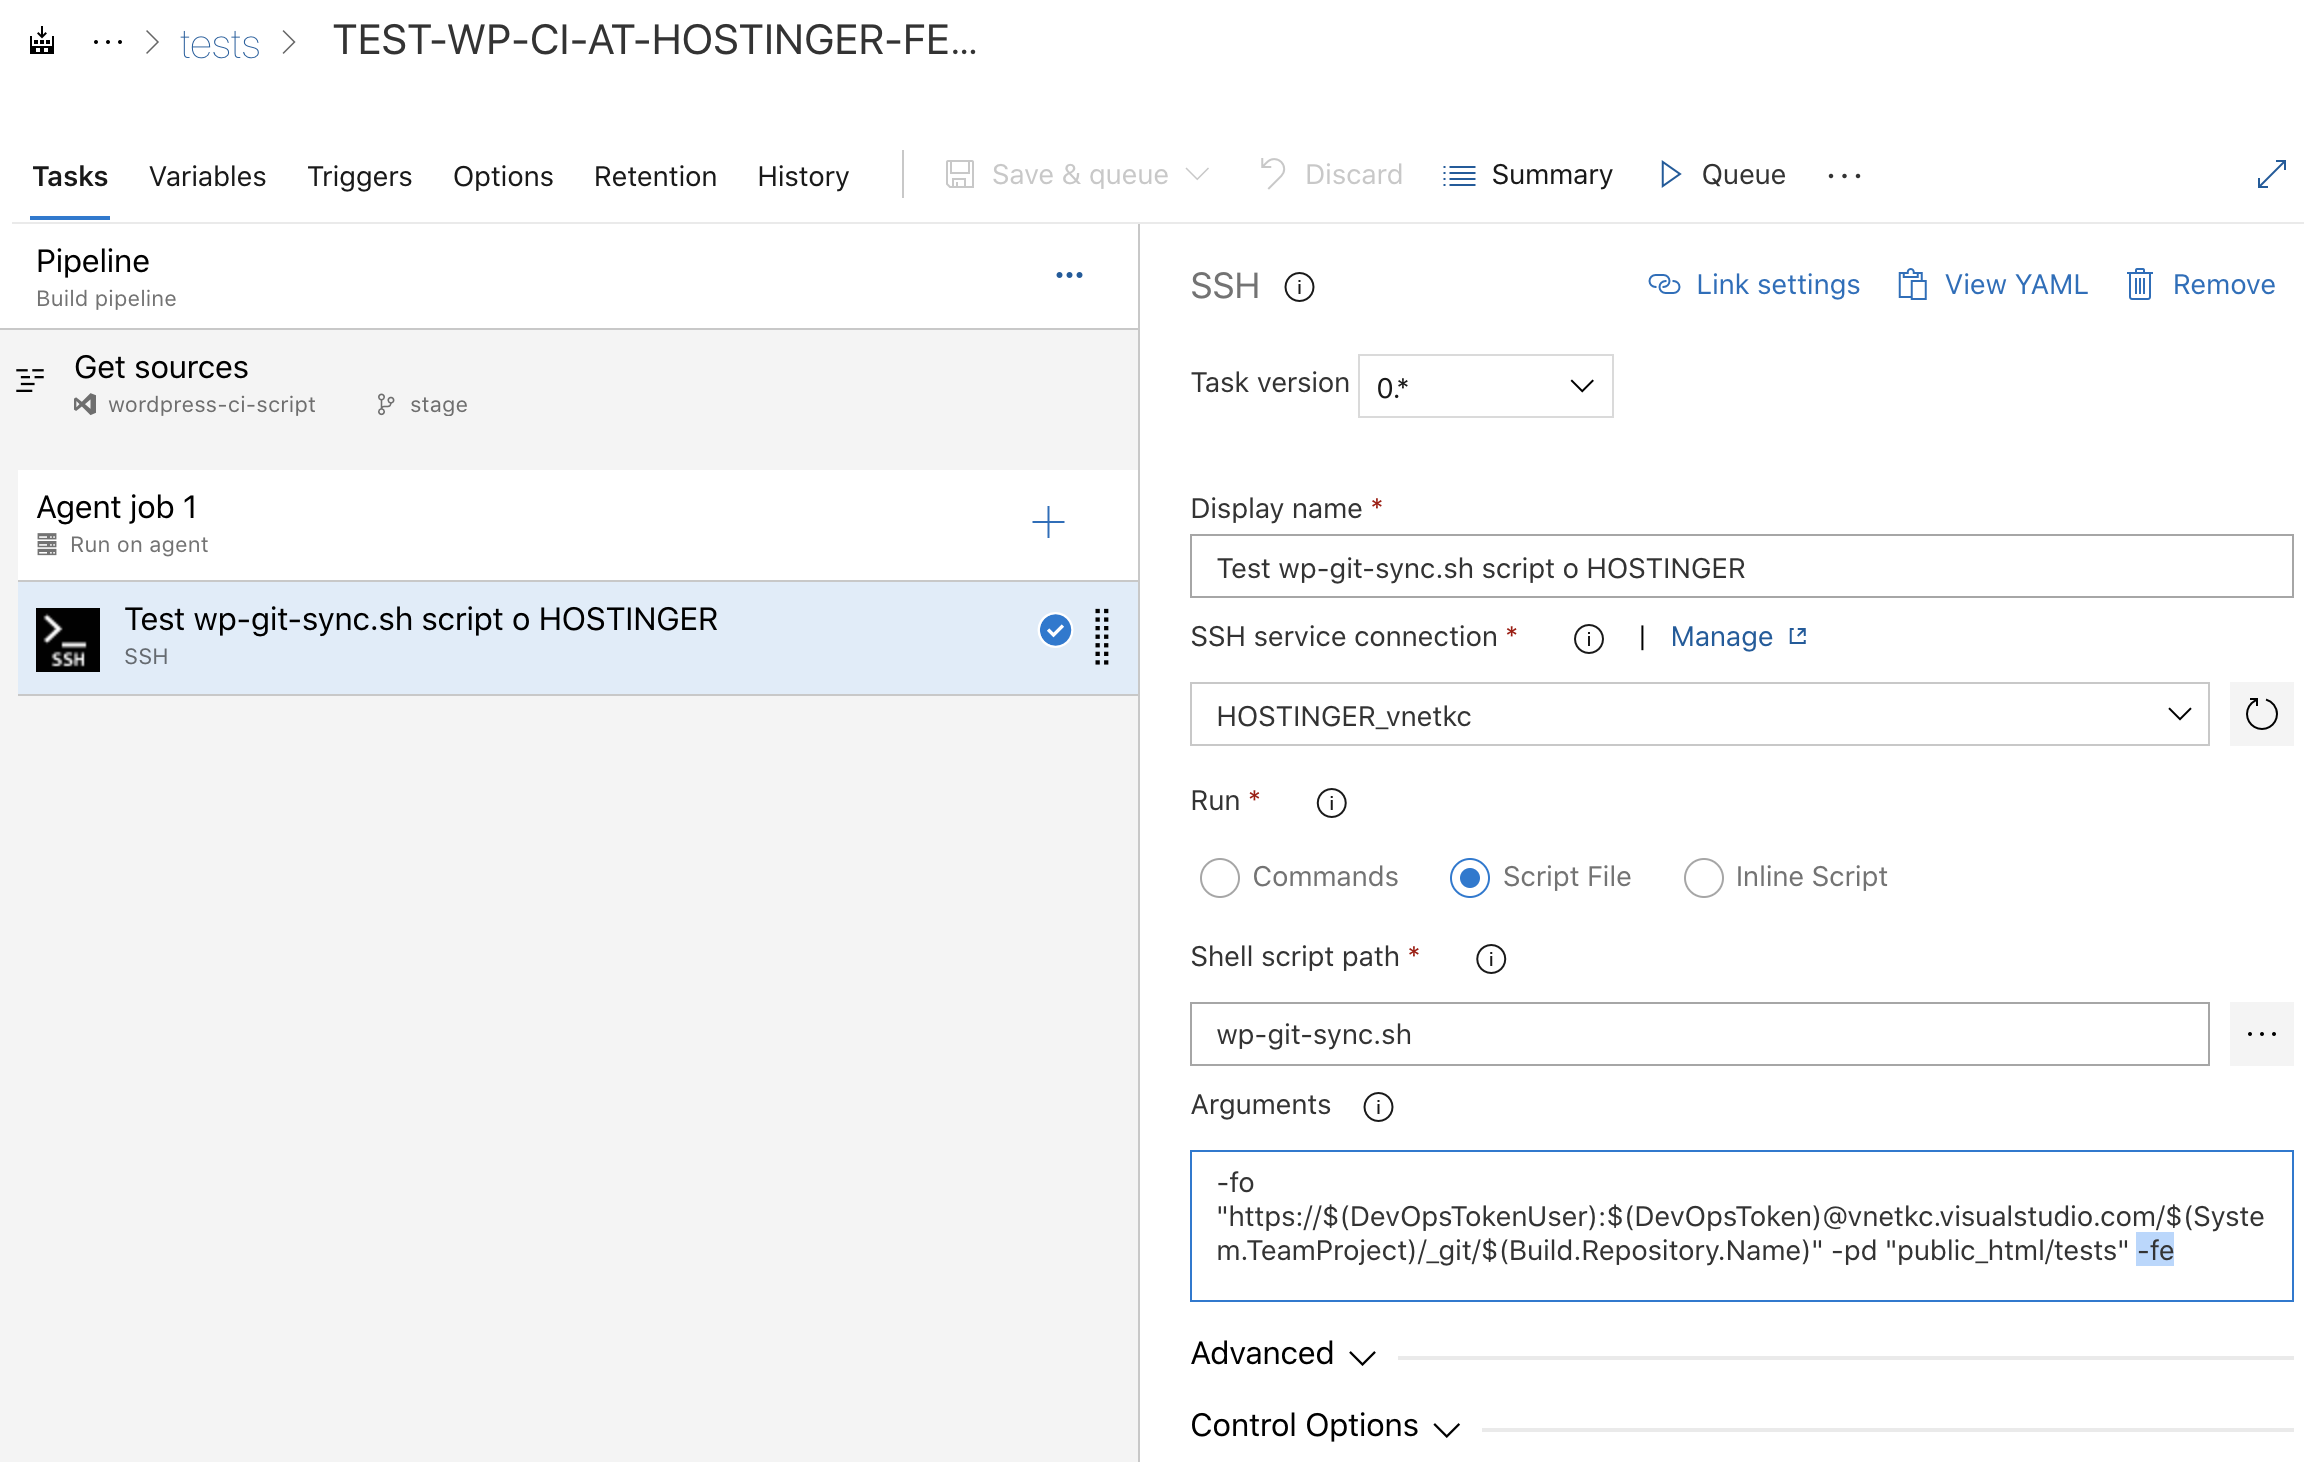 tests
TEST-WP-CI-AT-HOSTINGER-FE...
Tasks Variables Triggers Options Retention History Save & queue Discard Summary Queue
Pipeline
Build pipeline
Get sources
wordpress-ci-script stage
Agent job 1
Run on agent
SSH
Test wp-git-sync.sh script o HOSTINGER
SSH
SSH
Link settings View YAML Remove
Task version 0.*
Display name *
Test wp-git-sync.sh script o HOSTINGER
SSH service connection * | Manage
HOSTINGER_vnetkc
Run *
Commands Script File Inline Script
Shell script path *
wp-git-sync.sh
Arguments
-fo
"https://$(DevOpsTokenUser):$(DevOpsToken)@vnetkc.visualstudio.com/$(Syste
m.TeamProject)/_git/$(Build.Repository.Name)" -pd "public_html/tests" -fe
Advanced
Control Options